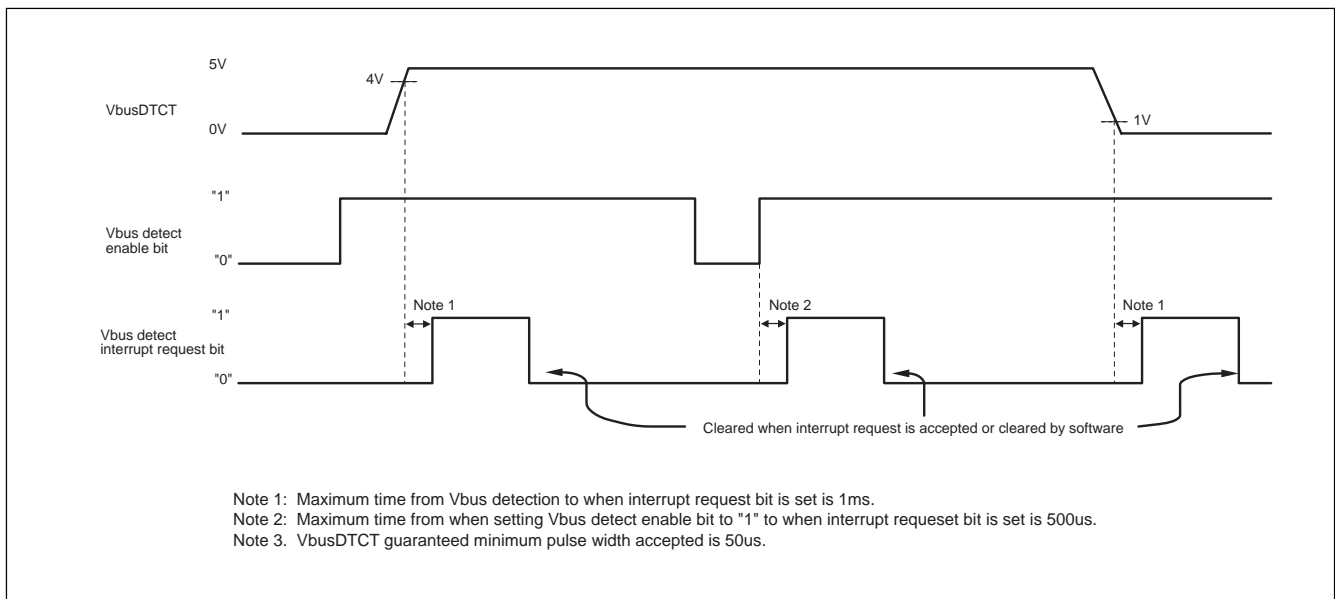 5V
4V
VbusDTCT
0V
1V
"1"
Vbus detect
enable bit
"0"
"1"
Note 1
Note 2
Note 1
Vbus detect
interrupt request bit
"0"
Cleared when interrupt request is accepted or cleared by software
Note 1: Maximum time from Vbus detection to when interrupt request bit is set is 1ms.
Note 2: Maximum time from when setting Vbus detect enable bit to "1" to when interrupt requeset bit is set is 500us.
Note 3. VbusDTCT guaranteed minimum pulse width accepted is 50us.